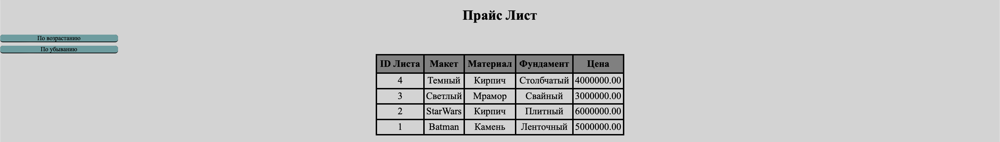 Прайс Лист
По возрастанию
По убыванию
ID Листа Макет Материал Фундамент Цена
4 Темный Кирпич Столбчатый 4000000.00
3 Светлый Мрамор Свайный 3000000.00
2 StarWars Кирпич Плитный 6000000.00
1 Batman Камень Ленточный 5000000.00